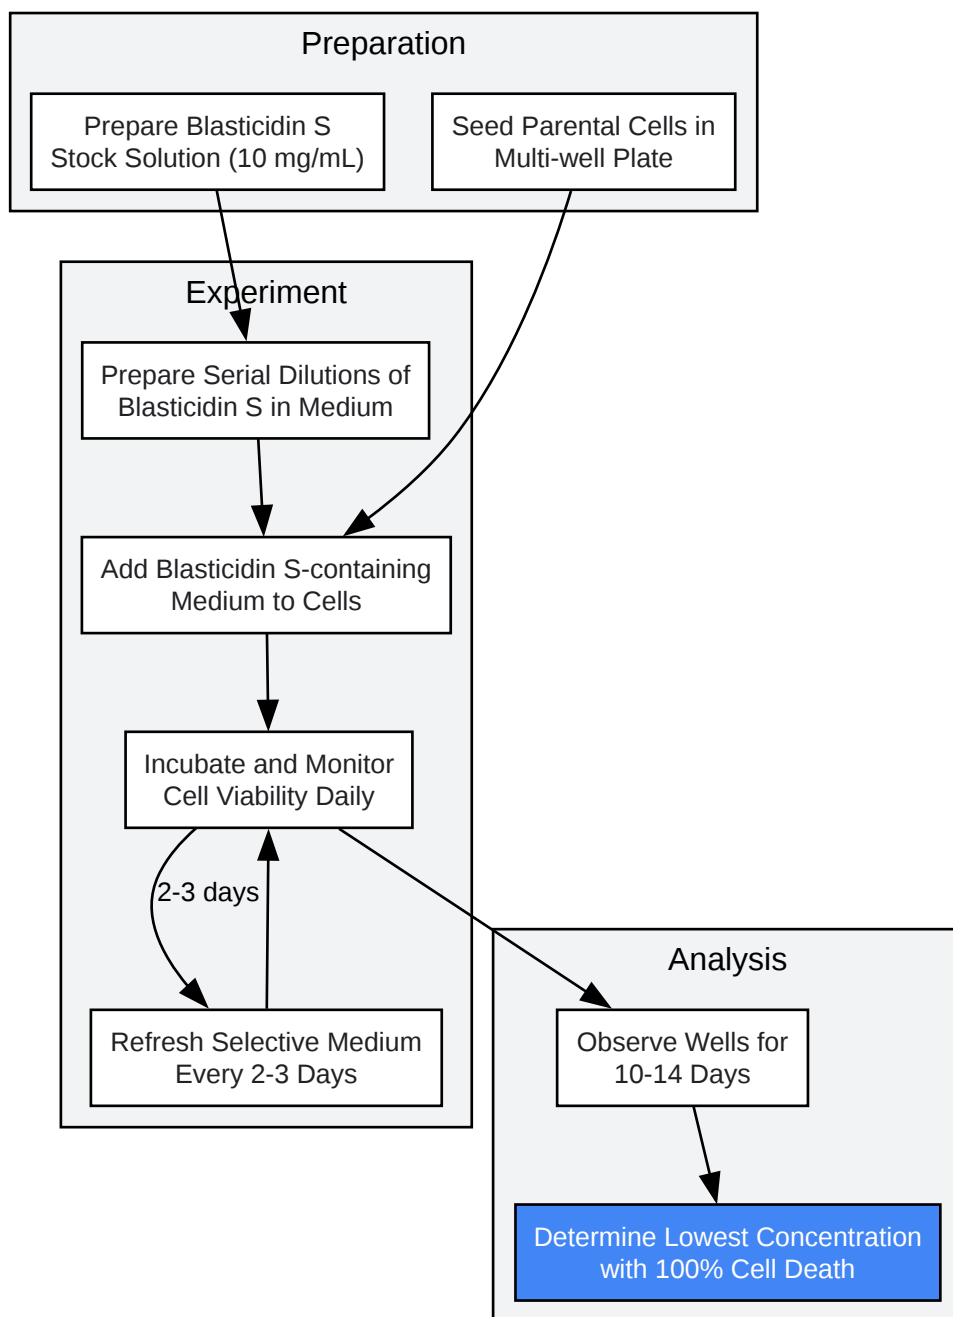 Preparation
Prepare Blasticidin S
Stock Solution (10 mg/mL)
Seed Parental Cells in
Multi-well Plate
Experiment
Prepare Serial Dilutions of
Blasticidin S in Medium
Add Blasticidin S-containing
Medium to Cells
Incubate and Monitor
Cell Viability Daily
2-3 days
Refresh Selective Medium
Every 2-3 Days
Analysis
Observe Wells for
10-14 Days
Determine Lowest Concentration
with 100% Cell Death